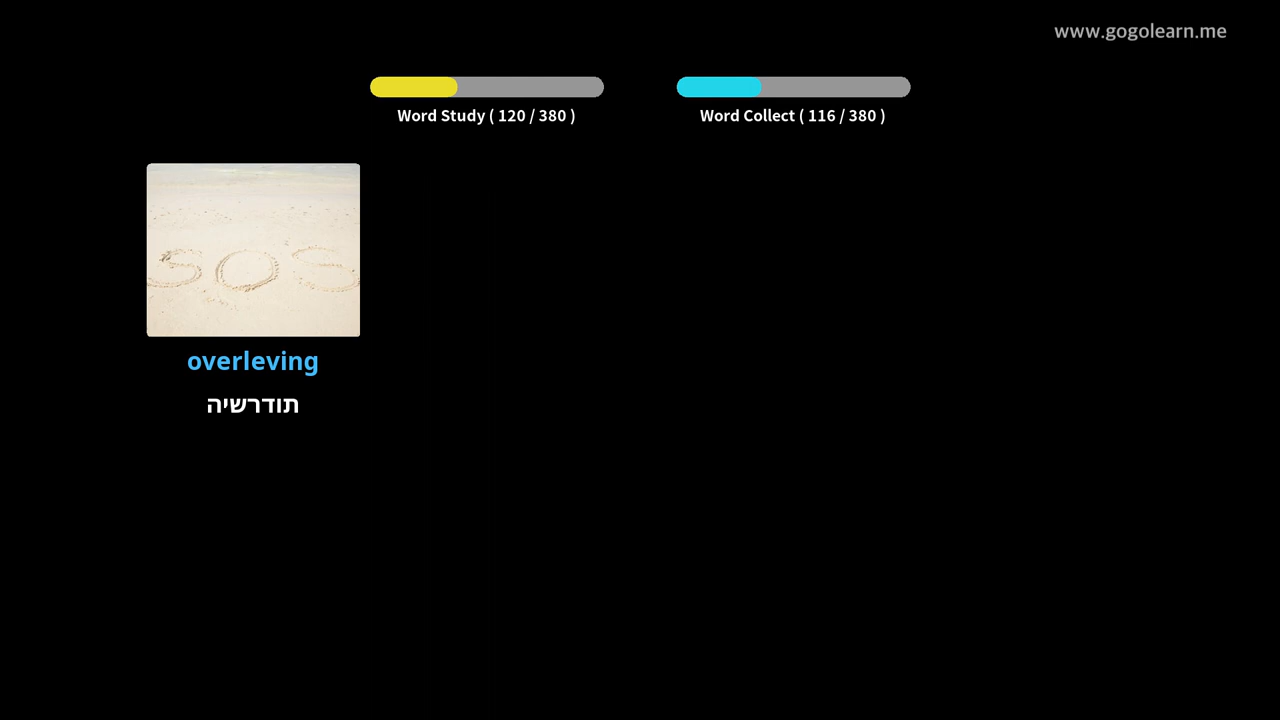 www.gogolearn.me
Word Study ( 120 / 380 )
Word Collect ( 116 / 380 )
SOS
overleving
תודרשיה